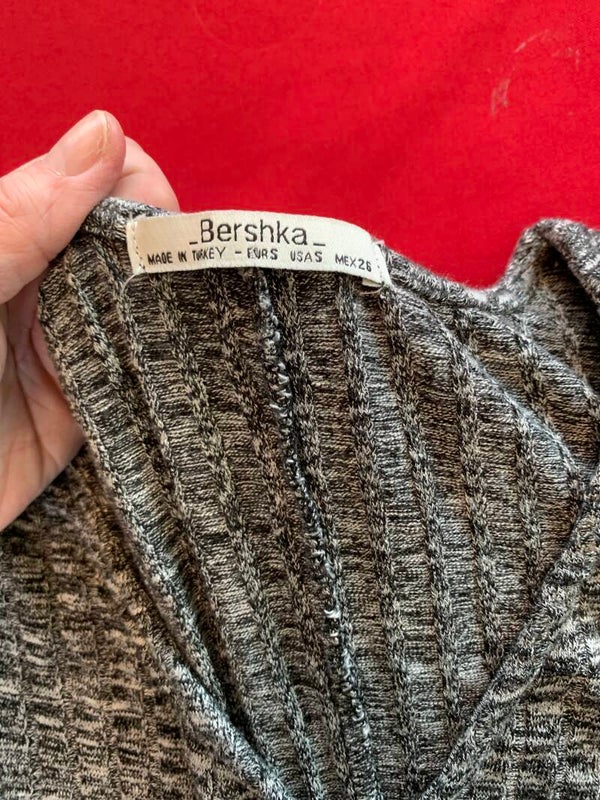 _Bershka_
MADE IN TURKEY - EURS USAS MEX26